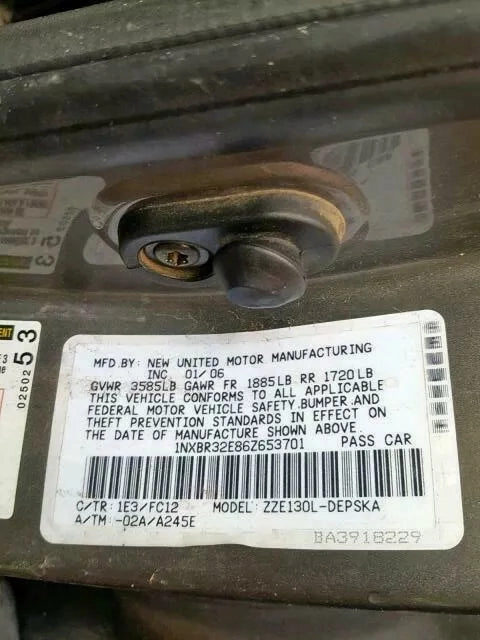 MFD.BY: NEW UNITED MOTOR MANUFACTURING
INC. 01/06
GVWR 3585LB GAWR FR 1885LB RR 1720LB
THIS VEHICLE CONFORMS TO ALL APPLICABLE
FEDERAL MOTOR VEHICLE SAFETY.BUMPER.AND
THEFT PREVENTION STANDARDS IN EFFECT ON
THE DATE OF MANUFACTURE SHOWN ABOVE.
1NXBR32E86Z653701 PASS CAR
C/TR: 1E3/FC12 MODEL: ZZE130L-DEPSKA
A/TM: -02A/A245E
BA3918229
0250253